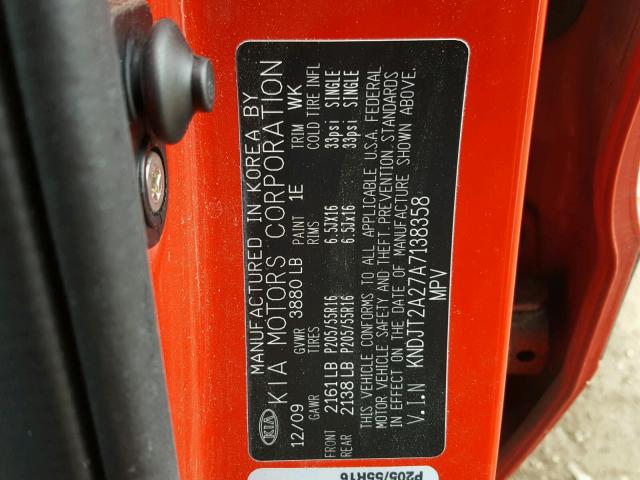 KIA
MANUFACTURED IN KOREA BY
KIA MOTORS CORPORATION
12/09 GVWR 3880 LB PAINT 1E TRIM WK
GAWR TIRES RIMS COLD TIRE INFL
FRONT 2161 LB P205/55R16 6.5JX16 33psi SINGLE
REAR 2138 LB P205/55R16 6.5JX16 33psi SINGLE
THIS VEHICLE CONFORMS TO ALL APPLICABLE U.S.A. FEDERAL
MOTOR VEHICLE SAFETY AND THEFT PREVENTION STANDARDS
IN EFFECT ON THE DATE OF MANUFACTURE SHOWN ABOVE.
V.I.N KNDJT2A27A7138358
MPV
P205/55R16